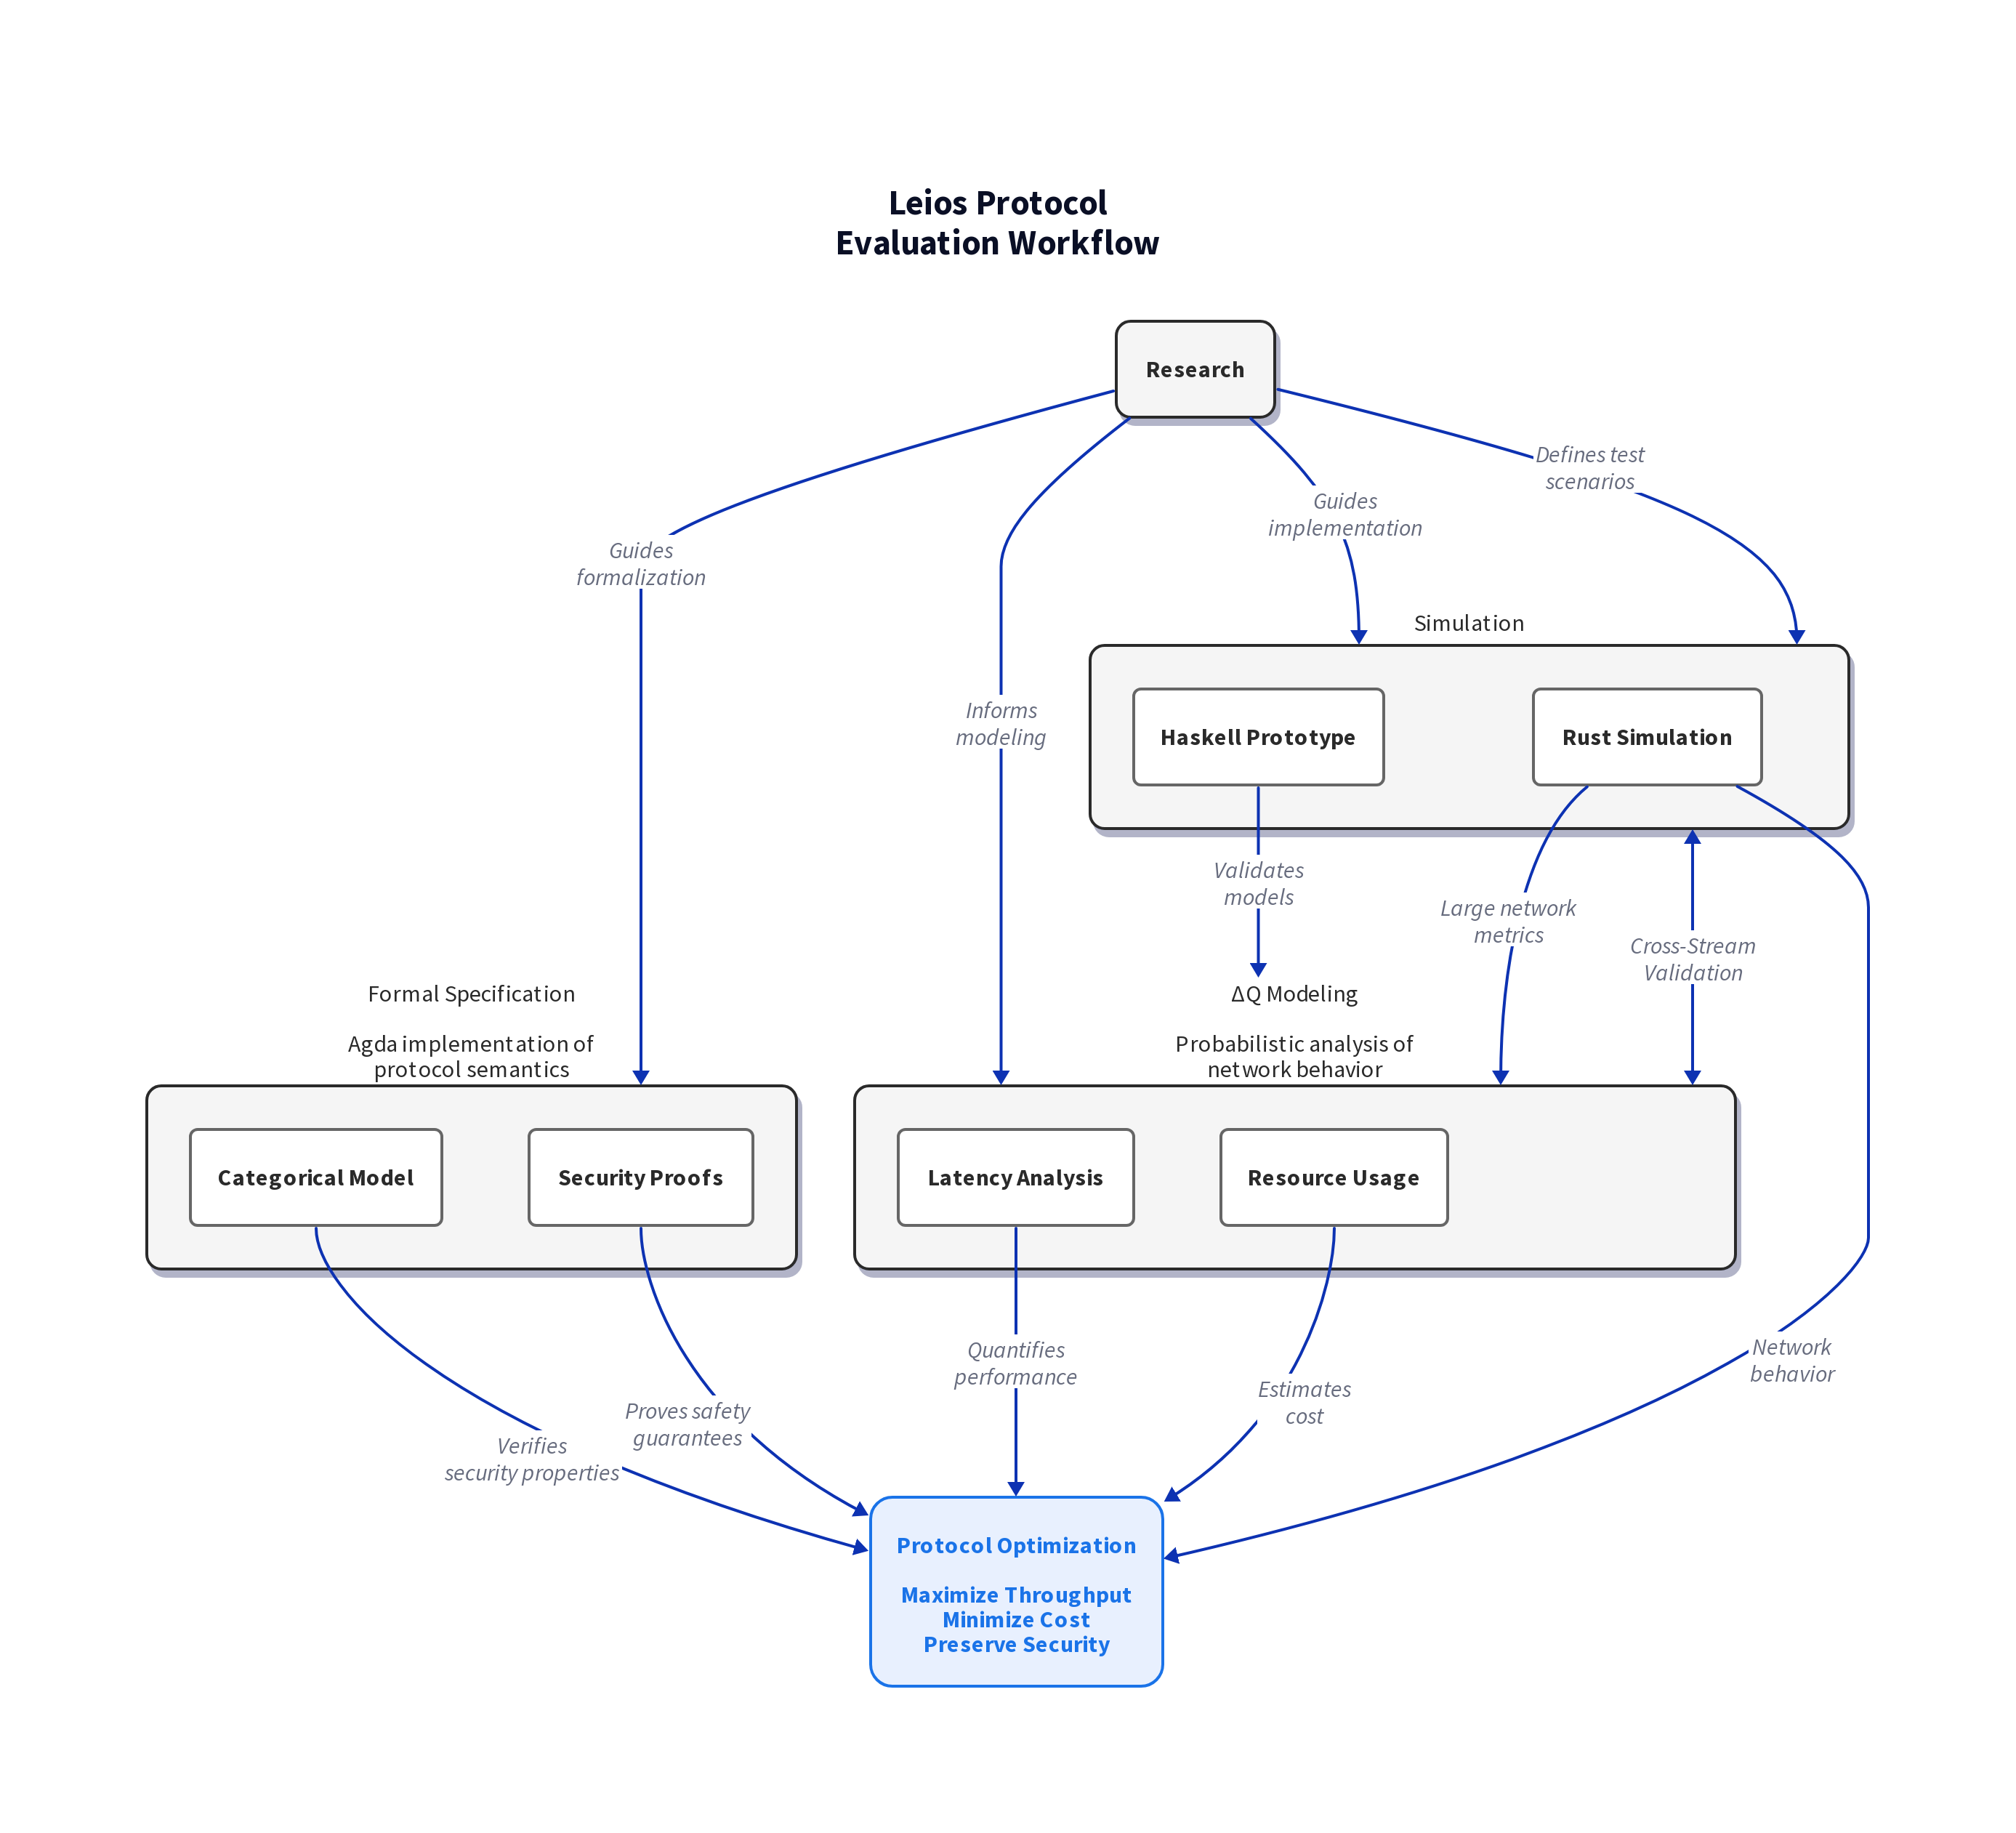 Leios Protocol
Evaluation Workflow
Research
Defines test
scenarios
Guides
implementation
Guides
formalization
Simulation
Informs
modeling
Haskell Prototype
Rust Simulation
Validates
models
Large network
metrics
Cross-Stream
Validation
Formal Specification
Agda implementation of
protocol semantics
ΔQ Modeling
Probabilistic analysis of
network behavior
Categorical Model
Security Proofs
Latency Analysis
Resource Usage
Quantifies
performance
Network
behavior
Estimates
cost
Proves safety
guarantees
Verifies
security properties
Protocol Optimization
Maximize Throughput
Minimize Cost
Preserve Security